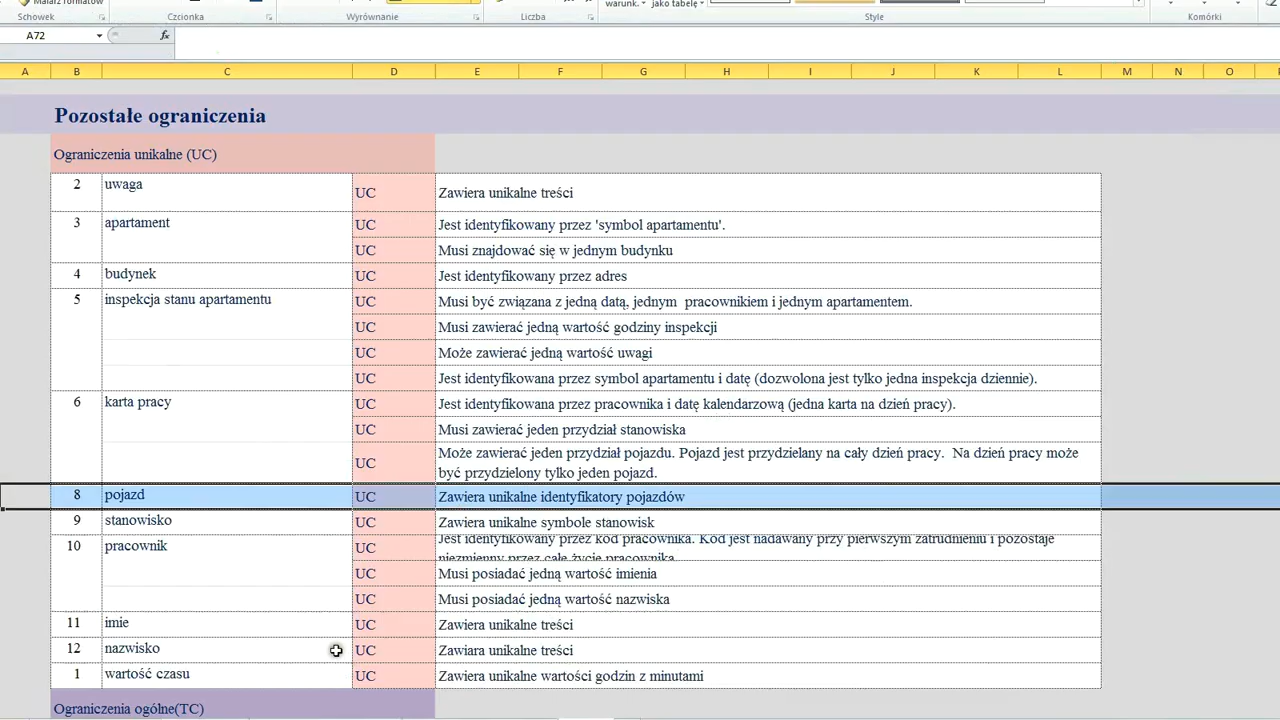 Malarz formatów
warunk. jako tabelę
Schowek Czcionka Wyrównanie Liczba Style Komórki
A72 fx
A B C D E F G H I J K L M N O
Pozostałe ograniczenia
Ograniczenia unikalne (UC)
2 uwaga UC Zawiera unikalne treści
3 apartament UC Jest identyfikowany przez 'symbol apartamentu'.
UC Musi znajdować się w jednym budynku
4 budynek UC Jest identyfikowany przez adres
5 inspekcja stanu apartamentu UC Musi być związana z jedną datą, jednym pracownikiem i jednym apartamentem.
UC Musi zawierać jedną wartość godziny inspekcji
UC Może zawierać jedną wartość uwagi
UC Jest identyfikowana przez symbol apartamentu i datę (dozwolona jest tylko jedna inspekcja dziennie).
6 karta pracy UC Jest identyfikowana przez pracownika i datę kalendarzową (jedna karta na dzień pracy).
UC Musi zawierać jeden przydział stanowiska
UC Może zawierać jeden przydział pojazdu. Pojazd jest przydzielany na cały dzień pracy. Na dzień pracy może
być przydzielony tylko jeden pojazd.
8 pojazd UC Zawiera unikalne identyfikatory pojazdów
9 stanowisko UC Zawiera unikalne symbole stanowisk
10 pracownik UC Jest identyfikowany przez kod pracownika. Kod jest nadawany przy pierwszym zatrudnieniu i pozostaje
niezmienny przez całe życie pracownika.
UC Musi posiadać jedną wartość imienia
UC Musi posiadać jedną wartość nazwiska
11 imie UC Zawiera unikalne treści
12 nazwisko UC Zawiara unikalne treści
1 wartość czasu UC Zawiera unikalne wartości godzin z minutami
Ograniczenia ogólne(TC)